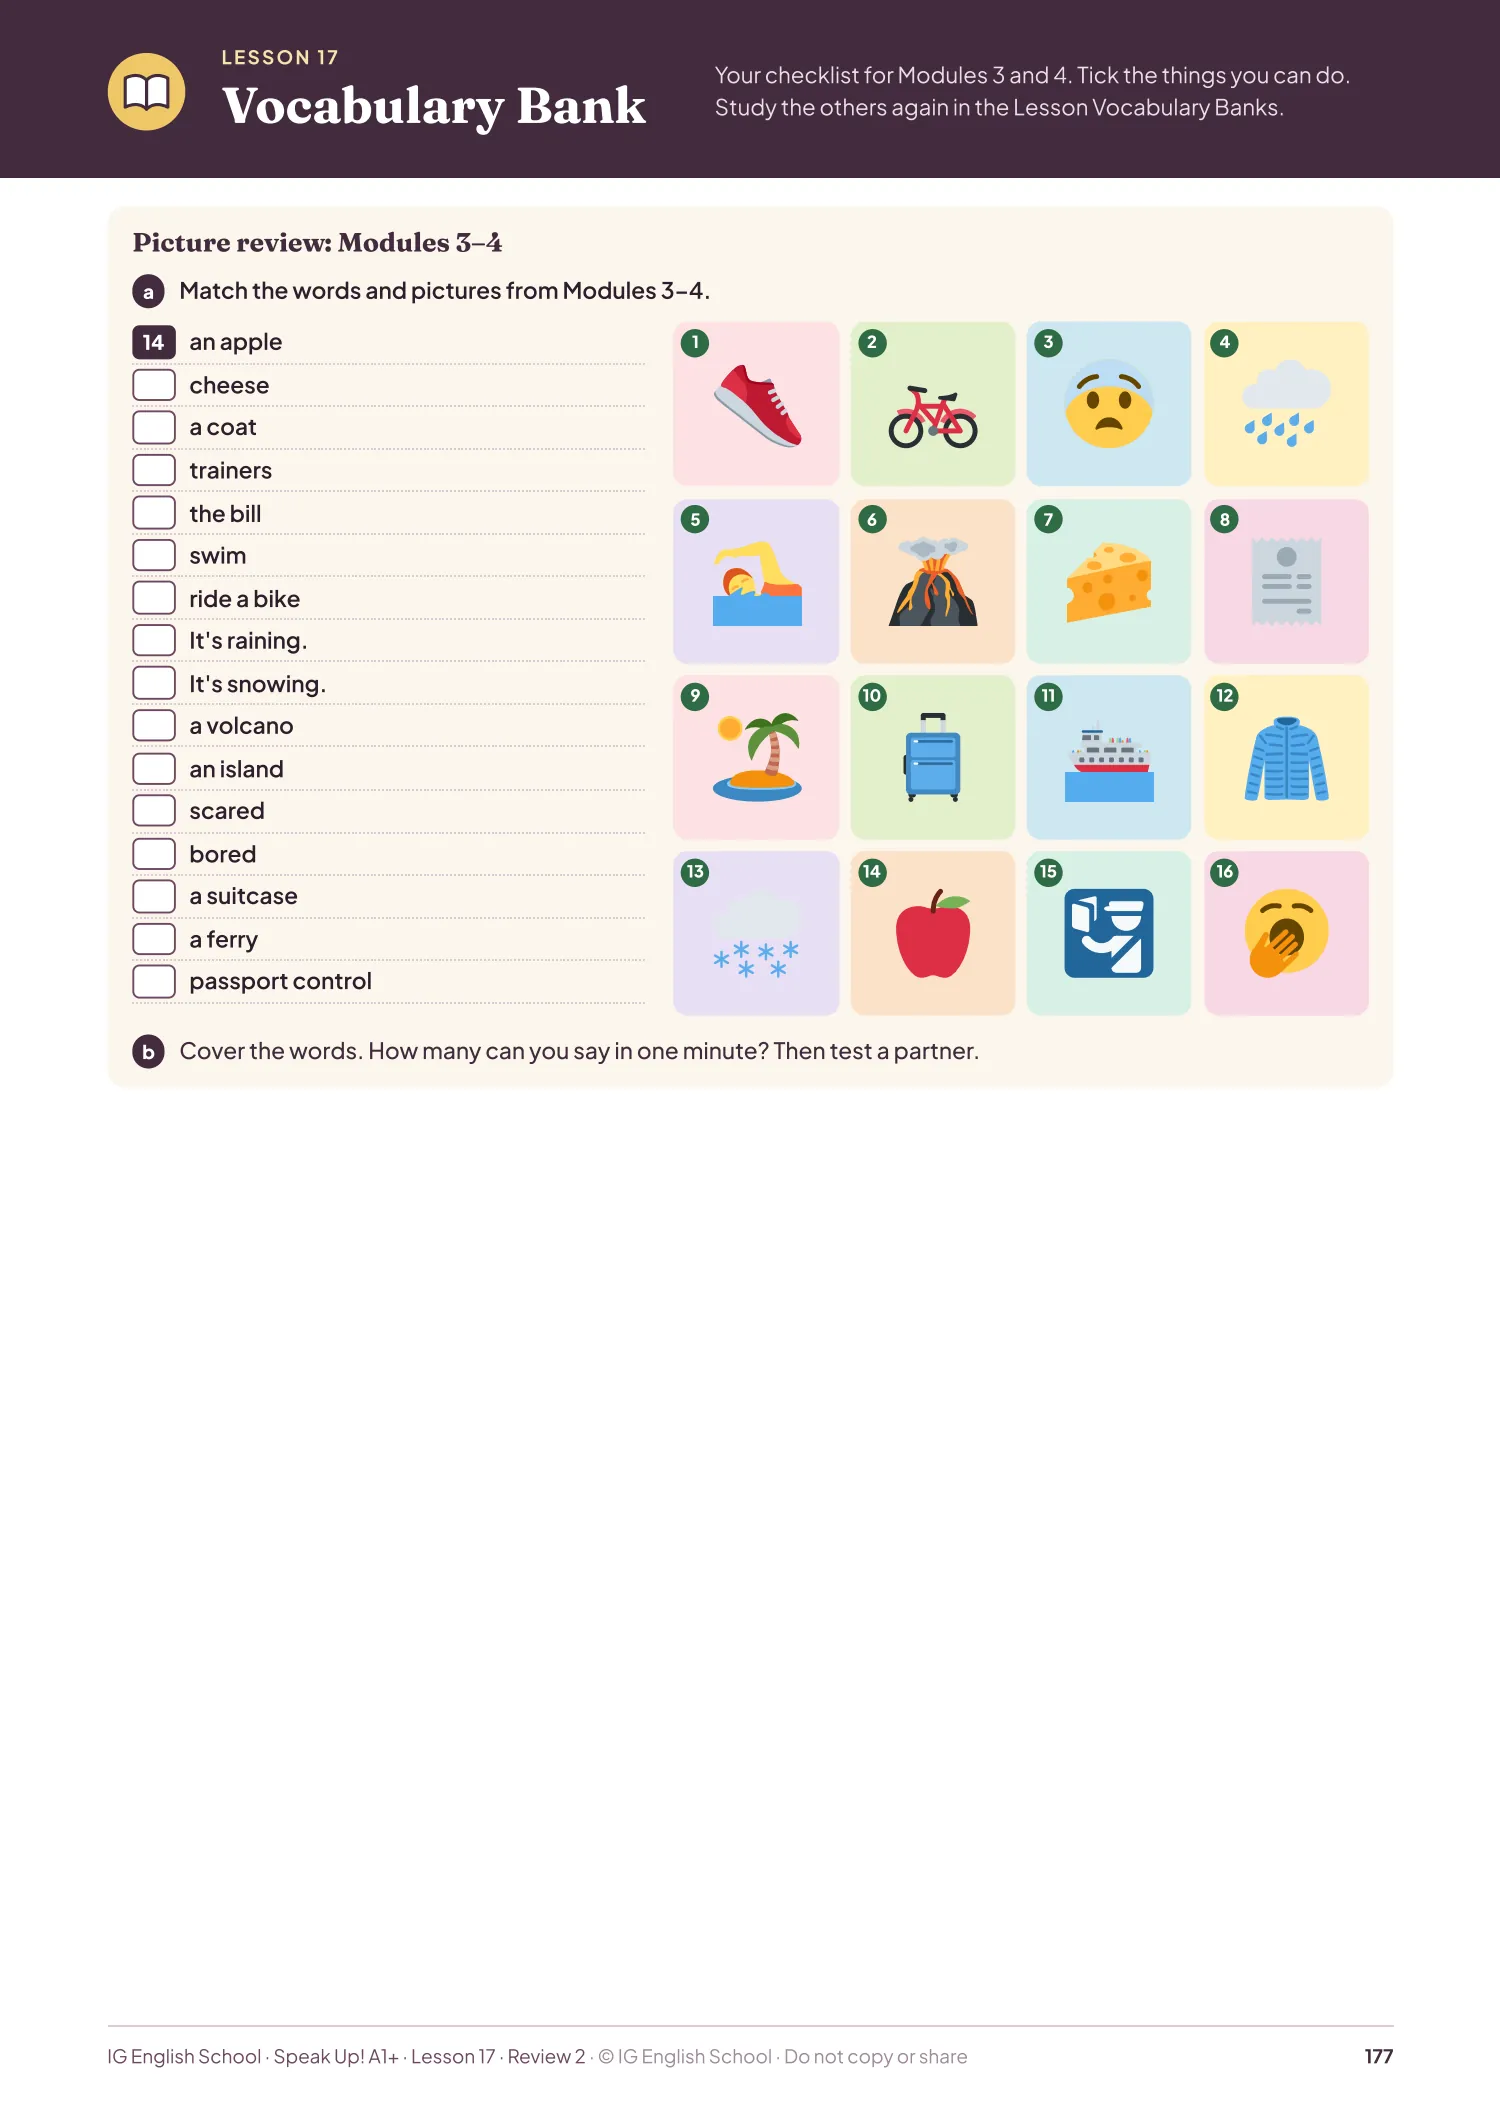 LESSON 17
Vocabulary Bank
Your checklist for Modules 3 and 4. Tick the things you can do.
Study the others again in the Lesson Vocabulary Banks.
Picture review: Modules 3–4
a Match the words and pictures from Modules 3–4.
14 an apple
cheese
a coat
trainers
the bill
swim
ride a bike
It's raining.
It's snowing.
a volcano
an island
scared
bored
a suitcase
a ferry
passport control
1 2 3 4
5 6 7 8
9 10 11 12
13 14 15 16
b Cover the words. How many can you say in one minute? Then test a partner.
IG English School · Speak Up! A1+ · Lesson 17 · Review 2 · © IG English School · Do not copy or share
177